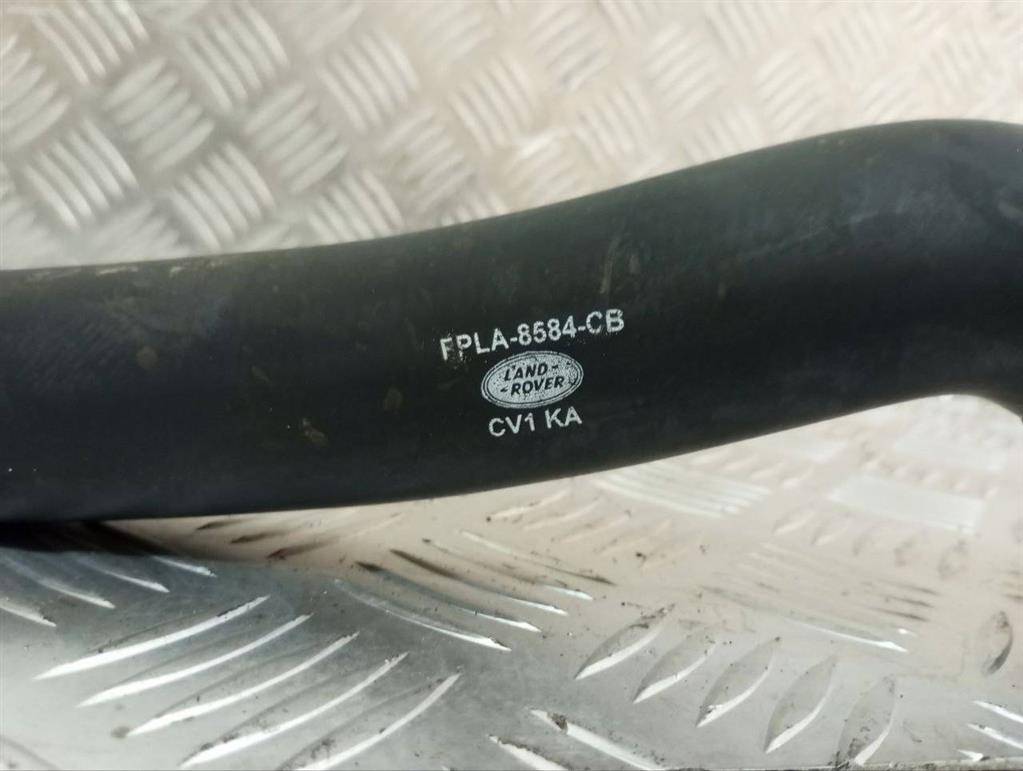 FPLA-8584-CB
LAND-
-ROVER
CV1 KA